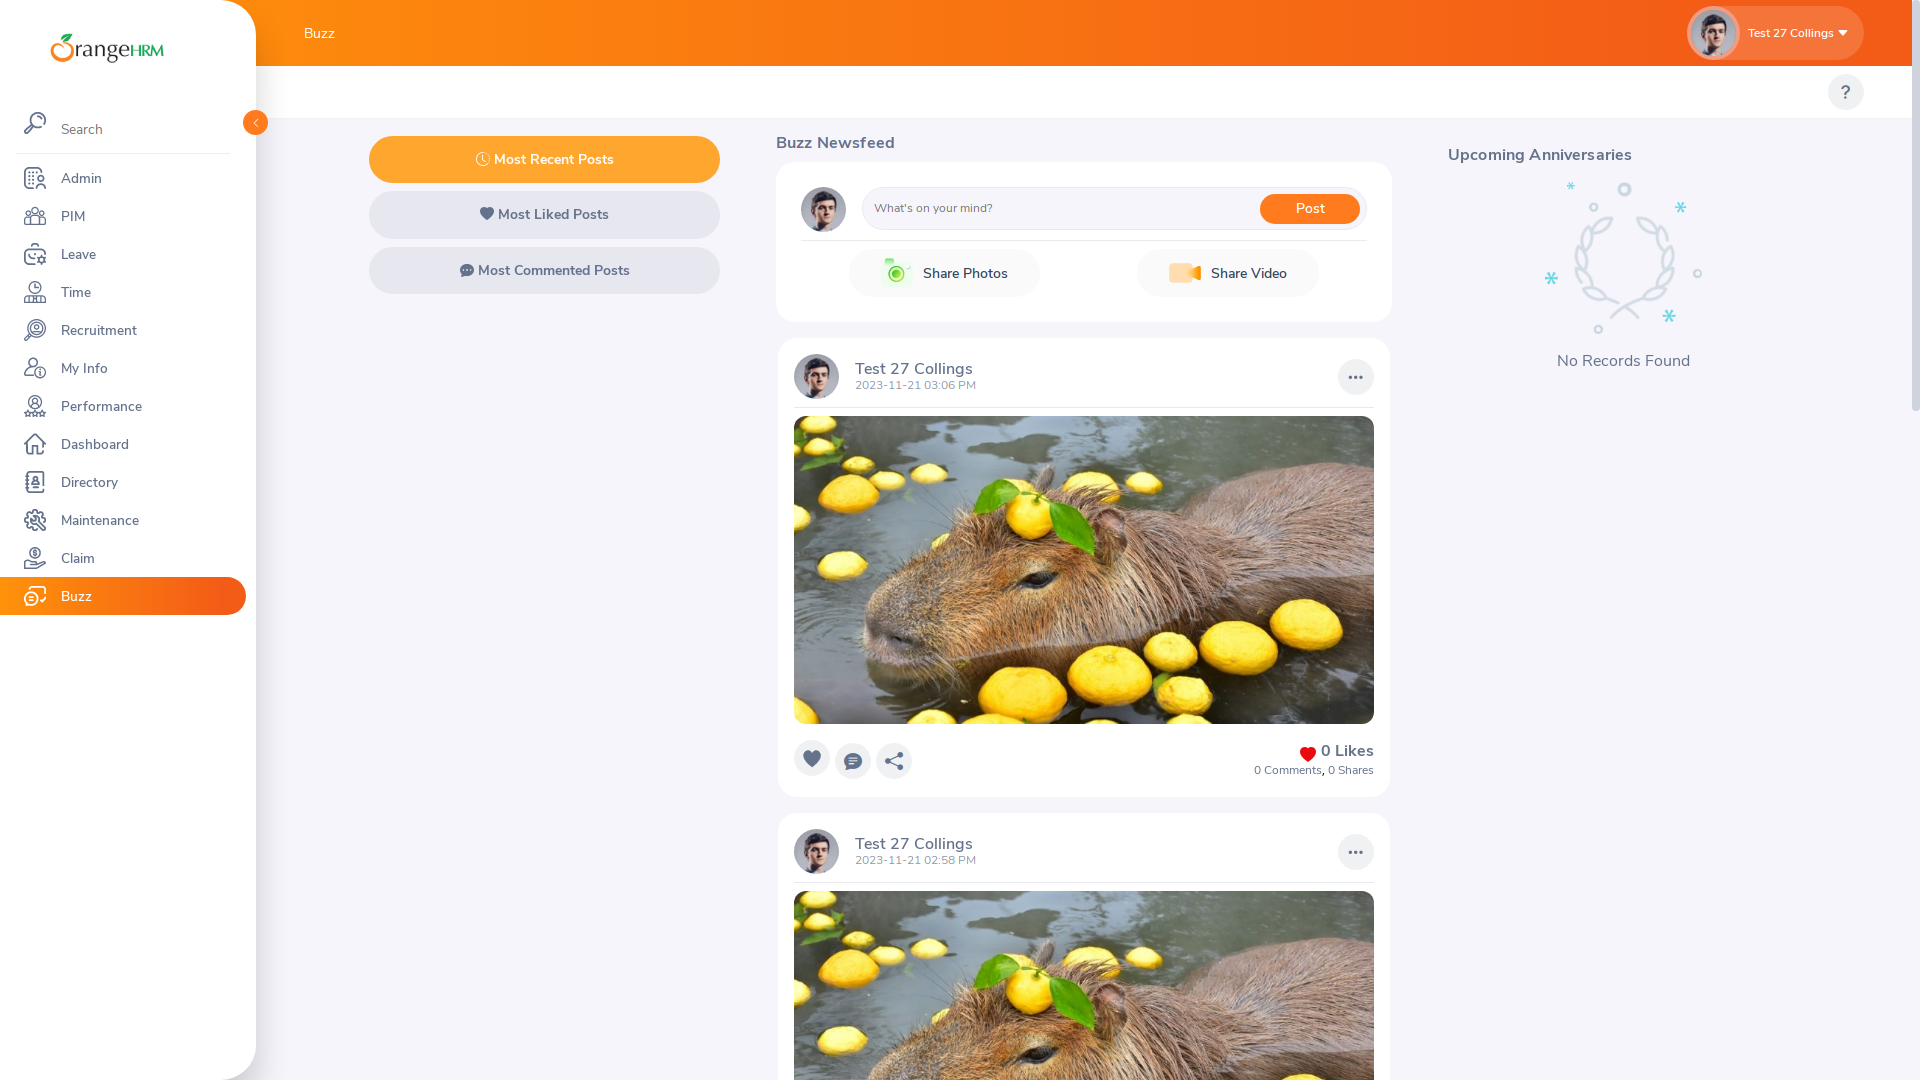 OrangeHRM
Search
Admin
PIM
Leave
Time
Recruitment
My Info
Performance
Dashboard
Directory
Maintenance
Claim
Buzz
Buzz
Test 27 Collings
?
Most Recent Posts
Most Liked Posts
Most Commented Posts
Buzz Newsfeed
What's on your mind?
Post
Share Photos
Share Video
Test 27 Collings
2023-11-21 03:06 PM
0 Likes
0 Comments, 0 Shares
Test 27 Collings
2023-11-21 02:58 PM
Upcoming Anniversaries
No Records Found